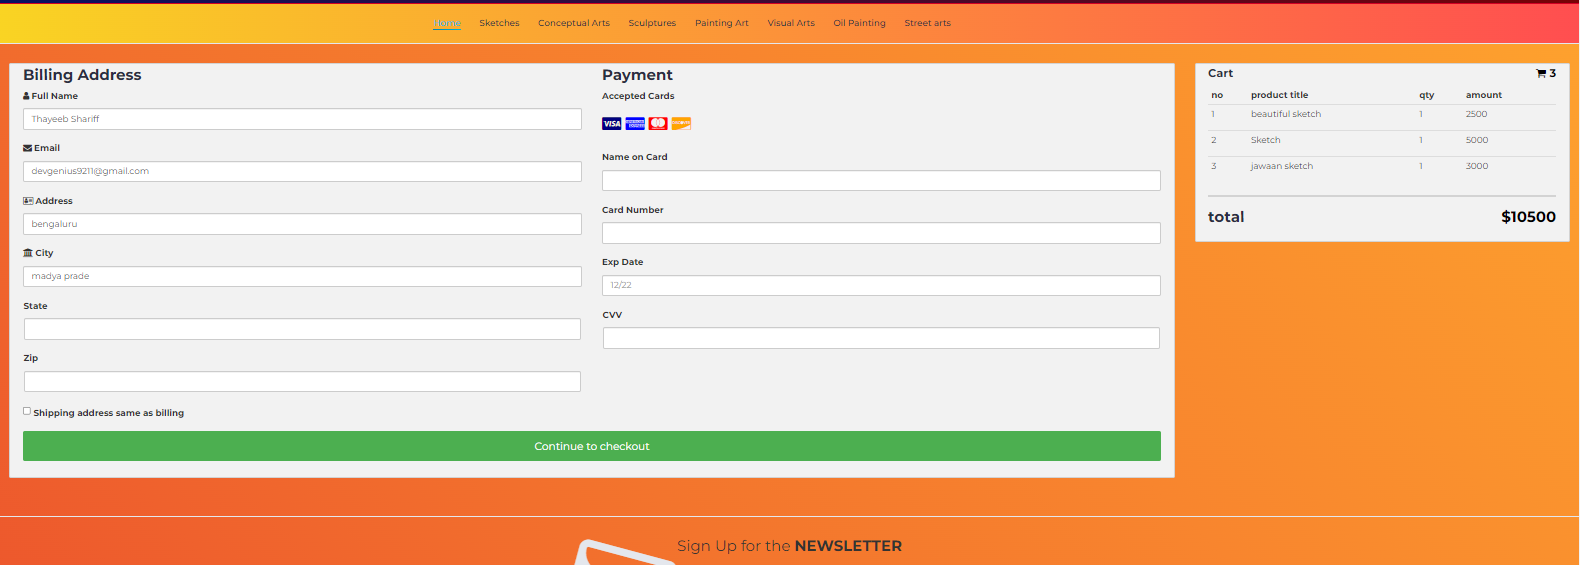 Home Sketches Conceptual Arts Sculptures Painting Art Visual Arts Oil Painting Street arts
Billing Address
Full Name
Thayeeb Shariff
Email
devgenius9211@gmail.com
Address
bengaluru
City
madya prade
State
Zip
Shipping address same as billing
Payment
Accepted Cards
VISA
Name on Card
Card Number
Exp Date
12/22
CVV
Continue to checkout
Cart 3
no product title qty amount
1 beautiful sketch 1 2500
2 Sketch 1 5000
3 jawaan sketch 1 3000
total $10500
Sign Up for the NEWSLETTER